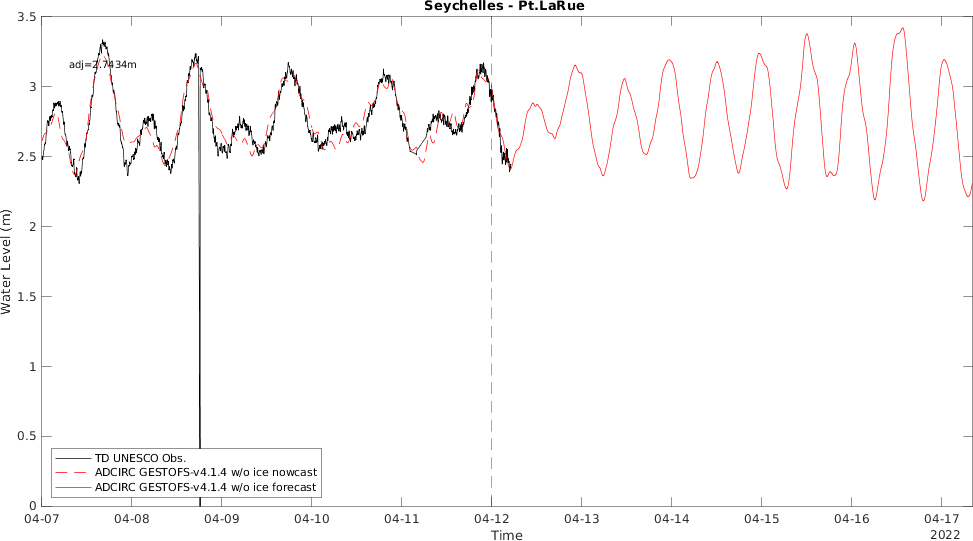 Seychelles - Pt.LaRue
3.5
adj=2.7434m
3
2.5
2
Water Level (m)
1.5
1
0.5
TD UNESCO Obs.
ADCIRC GESTOFS-v4.1.4 w/o ice nowcast
ADCIRC GESTOFS-v4.1.4 w/o ice forecast
0
04-07 04-08 04-09 04-10 04-11 04-12 04-13 04-14 04-15 04-16 04-17
Time 2022